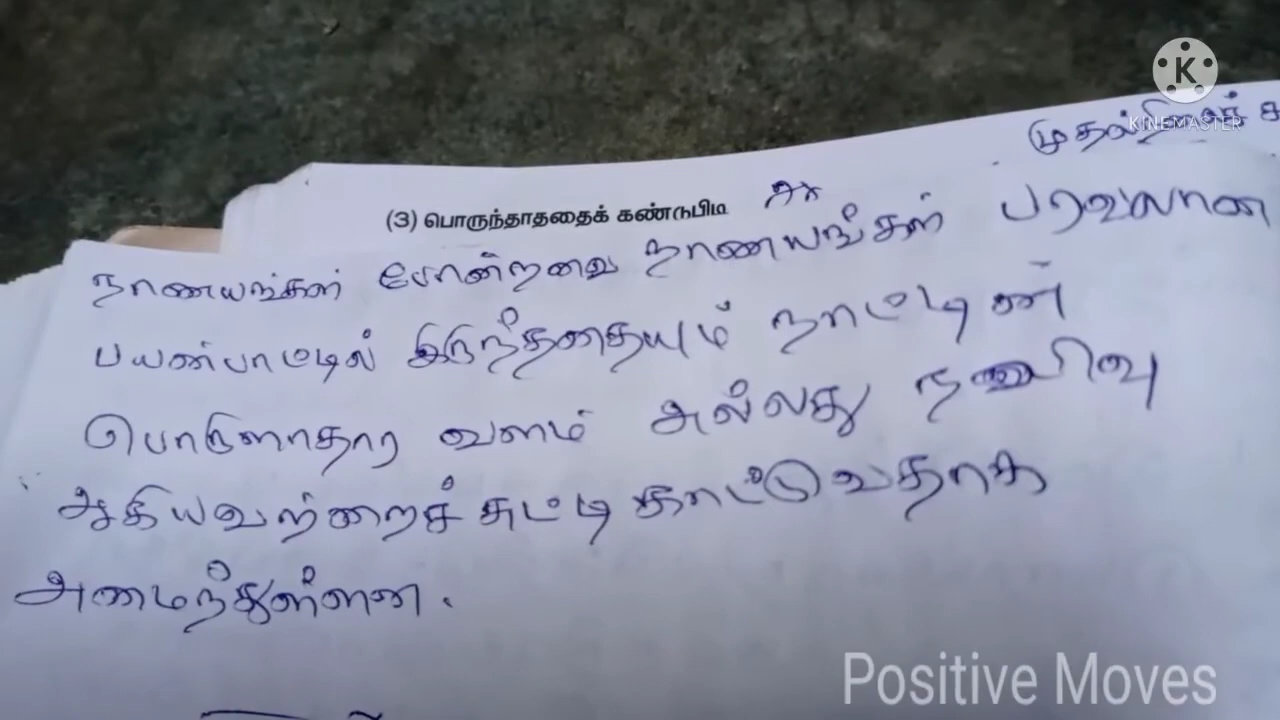 K
KINEMASTER
(3) பொருந்தாததைக் கண்டுபிடி
நாணயங்கள் போன்றவை நாணயங்கள் பரவலான
பயன்பாட்டில் இருந்ததையும் நாட்டின்
பொருளாதார வளம் அல்லது நலிவு
ஆகியவற்றைச் சுட்டி காட்டுவதாக
அமைந்துள்ளன.
Positive Moves